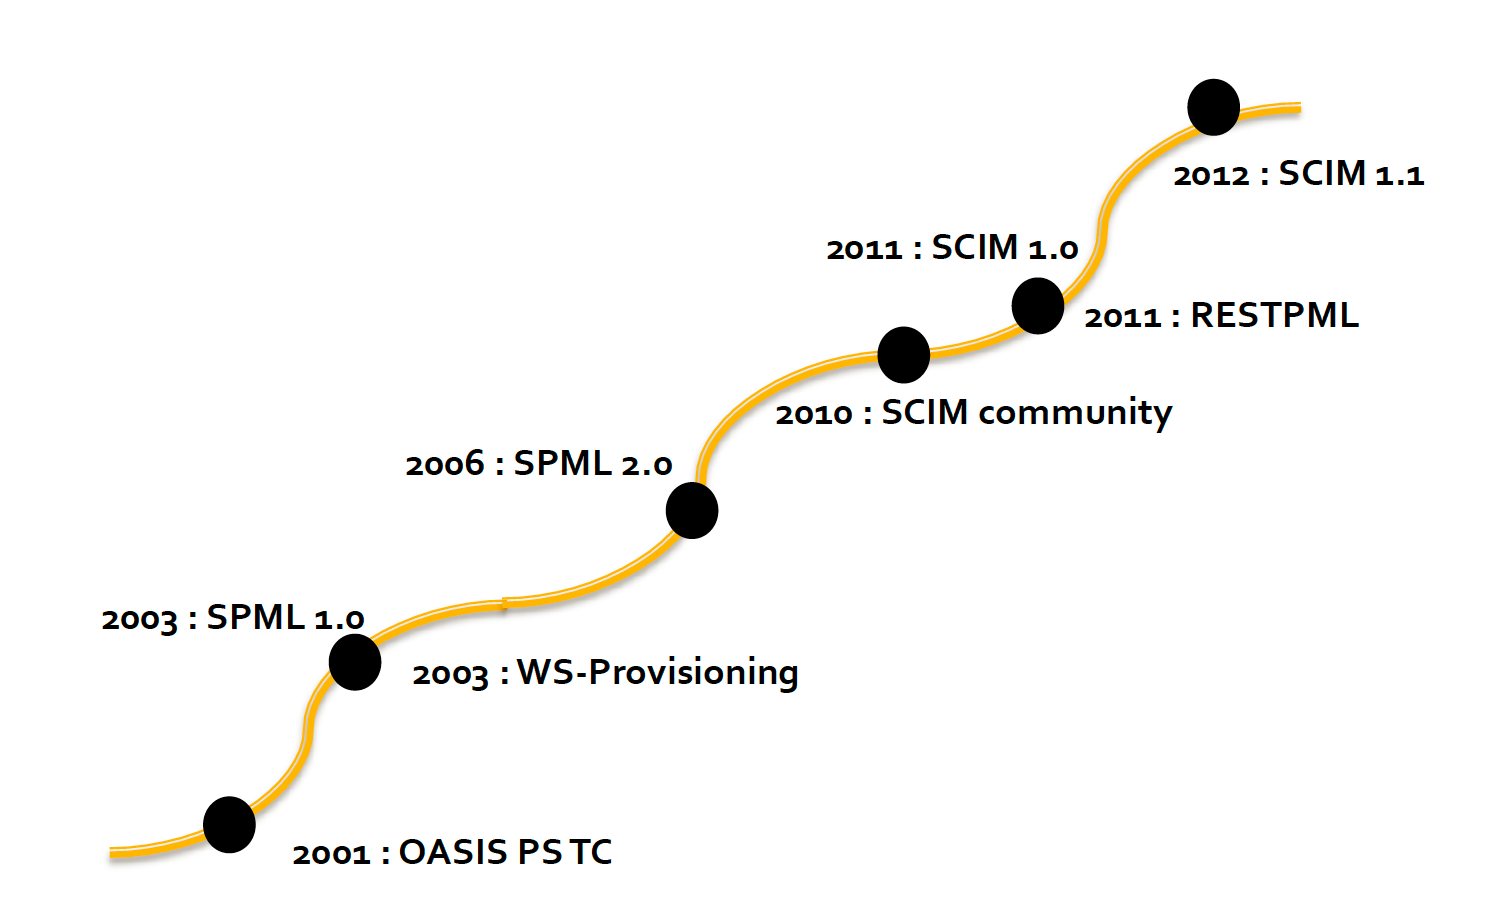 2012 : SCIM 1.1
2011 : SCIM 1.0
2011 : RESTPML
2010 : SCIM community
2006 : SPML 2.0
2003 : SPML 1.0
2003 : WS-Provisioning
2001 : OASIS PS TC